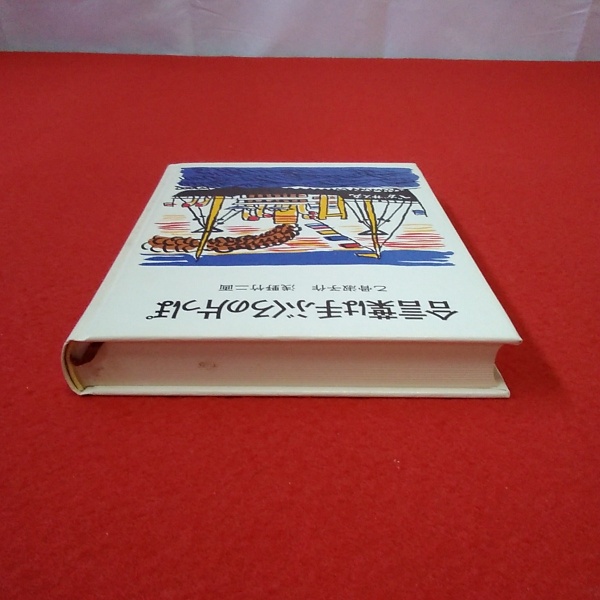 合言葉は手ぶくろの片っぽ
乙骨淑子作 浅野竹二画